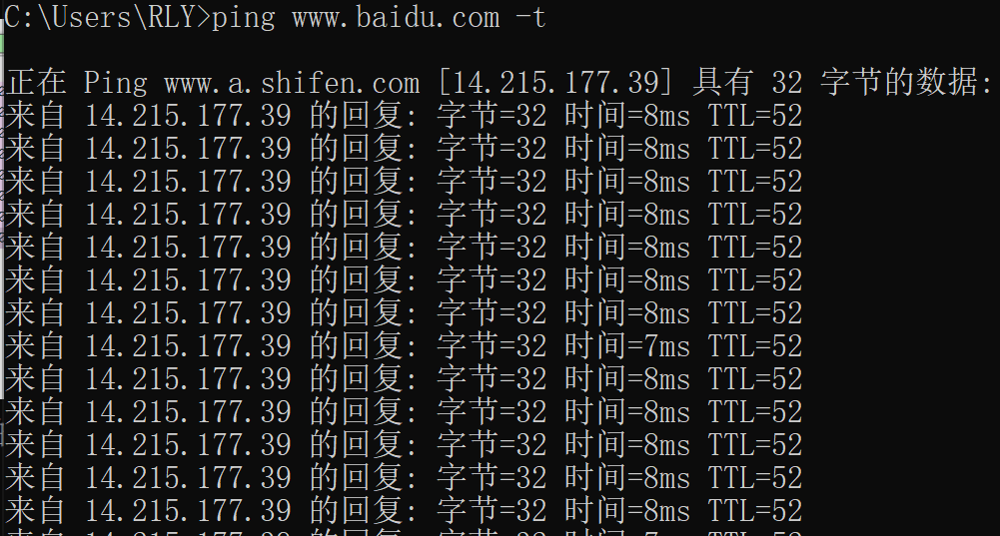 C:\Users\RLY>ping www.baidu.com -t
正在 Ping www.a.shifen.com [14.215.177.39] 具有 32 字节的数据:
来自 14.215.177.39 的回复: 字节=32 时间=8ms TTL=52
来自 14.215.177.39 的回复: 字节=32 时间=8ms TTL=52
来自 14.215.177.39 的回复: 字节=32 时间=8ms TTL=52
来自 14.215.177.39 的回复: 字节=32 时间=8ms TTL=52
来自 14.215.177.39 的回复: 字节=32 时间=8ms TTL=52
来自 14.215.177.39 的回复: 字节=32 时间=8ms TTL=52
来自 14.215.177.39 的回复: 字节=32 时间=8ms TTL=52
来自 14.215.177.39 的回复: 字节=32 时间=7ms TTL=52
来自 14.215.177.39 的回复: 字节=32 时间=8ms TTL=52
来自 14.215.177.39 的回复: 字节=32 时间=8ms TTL=52
来自 14.215.177.39 的回复: 字节=32 时间=8ms TTL=52
来自 14.215.177.39 的回复: 字节=32 时间=8ms TTL=52
来自 14.215.177.39 的回复: 字节=32 时间=8ms TTL=52